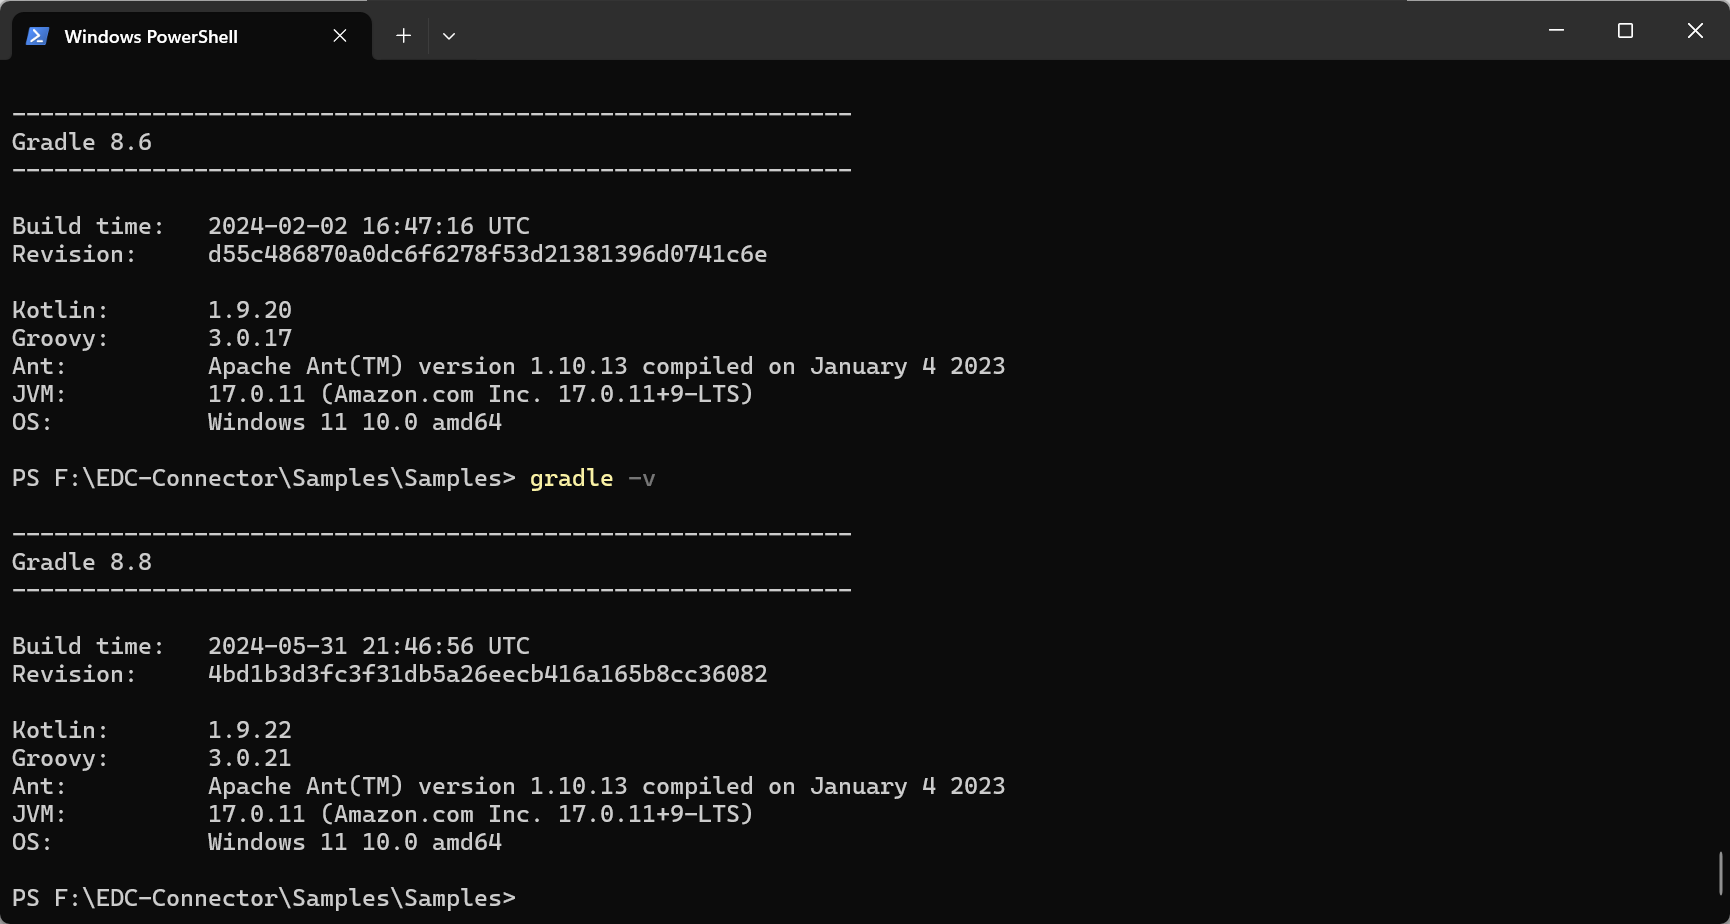 Windows PowerShell
------------------------------------------------------------
Gradle 8.6
------------------------------------------------------------
Build time:   2024-02-02 16:47:16 UTC
Revision:     d55c486870a0dc6f6278f53d21381396d0741c6e
Kotlin:       1.9.20
Groovy:       3.0.17
Ant:          Apache Ant(TM) version 1.10.13 compiled on January 4 2023
JVM:          17.0.11 (Amazon.com Inc. 17.0.11+9-LTS)
OS:           Windows 11 10.0 amd64
PS F:\EDC-Connector\Samples\Samples> gradle -v
------------------------------------------------------------
Gradle 8.8
------------------------------------------------------------
Build time:   2024-05-31 21:46:56 UTC
Revision:     4bd1b3d3fc3f31db5a26eecb416a165b8cc36082
Kotlin:       1.9.22
Groovy:       3.0.21
Ant:          Apache Ant(TM) version 1.10.13 compiled on January 4 2023
JVM:          17.0.11 (Amazon.com Inc. 17.0.11+9-LTS)
OS:           Windows 11 10.0 amd64
PS F:\EDC-Connector\Samples\Samples>